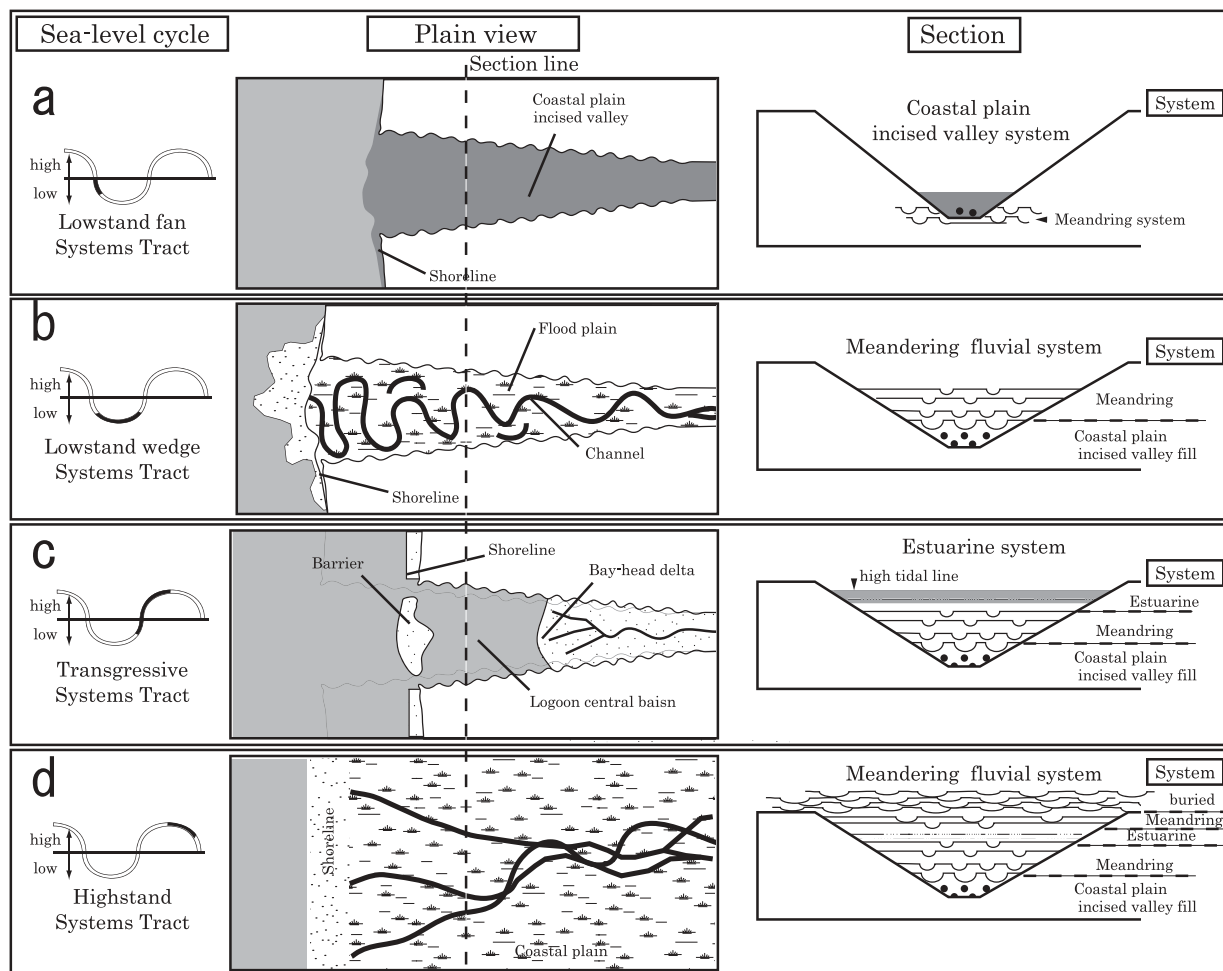 Sea-level cycle
Plain view
Section
Section line
a
high
low
Lowstand fan
Systems Tract
Coastal plain
incised valley
Shoreline
System
Coastal plain
incised valley system
Meandring system
b
high
low
Lowstand wedge
Systems Tract
Flood plain
Channel
Shoreline
Meandering fluvial system
System
Meandring
Coastal plain
incised valley fill
c
high
low
Transgressive
Systems Tract
Barrier
Shoreline
Bay-head delta
Logoon central baisn
Estuarine system
System
high tidal line
Estuarine
Meandring
Coastal plain
incised valley fill
d
high
low
Highstand
Systems Tract
Shoreline
Coastal plain
Meandering fluvial system
System
buried
Meandring
Estuarine
Meandring
Coastal plain
incised valley fill